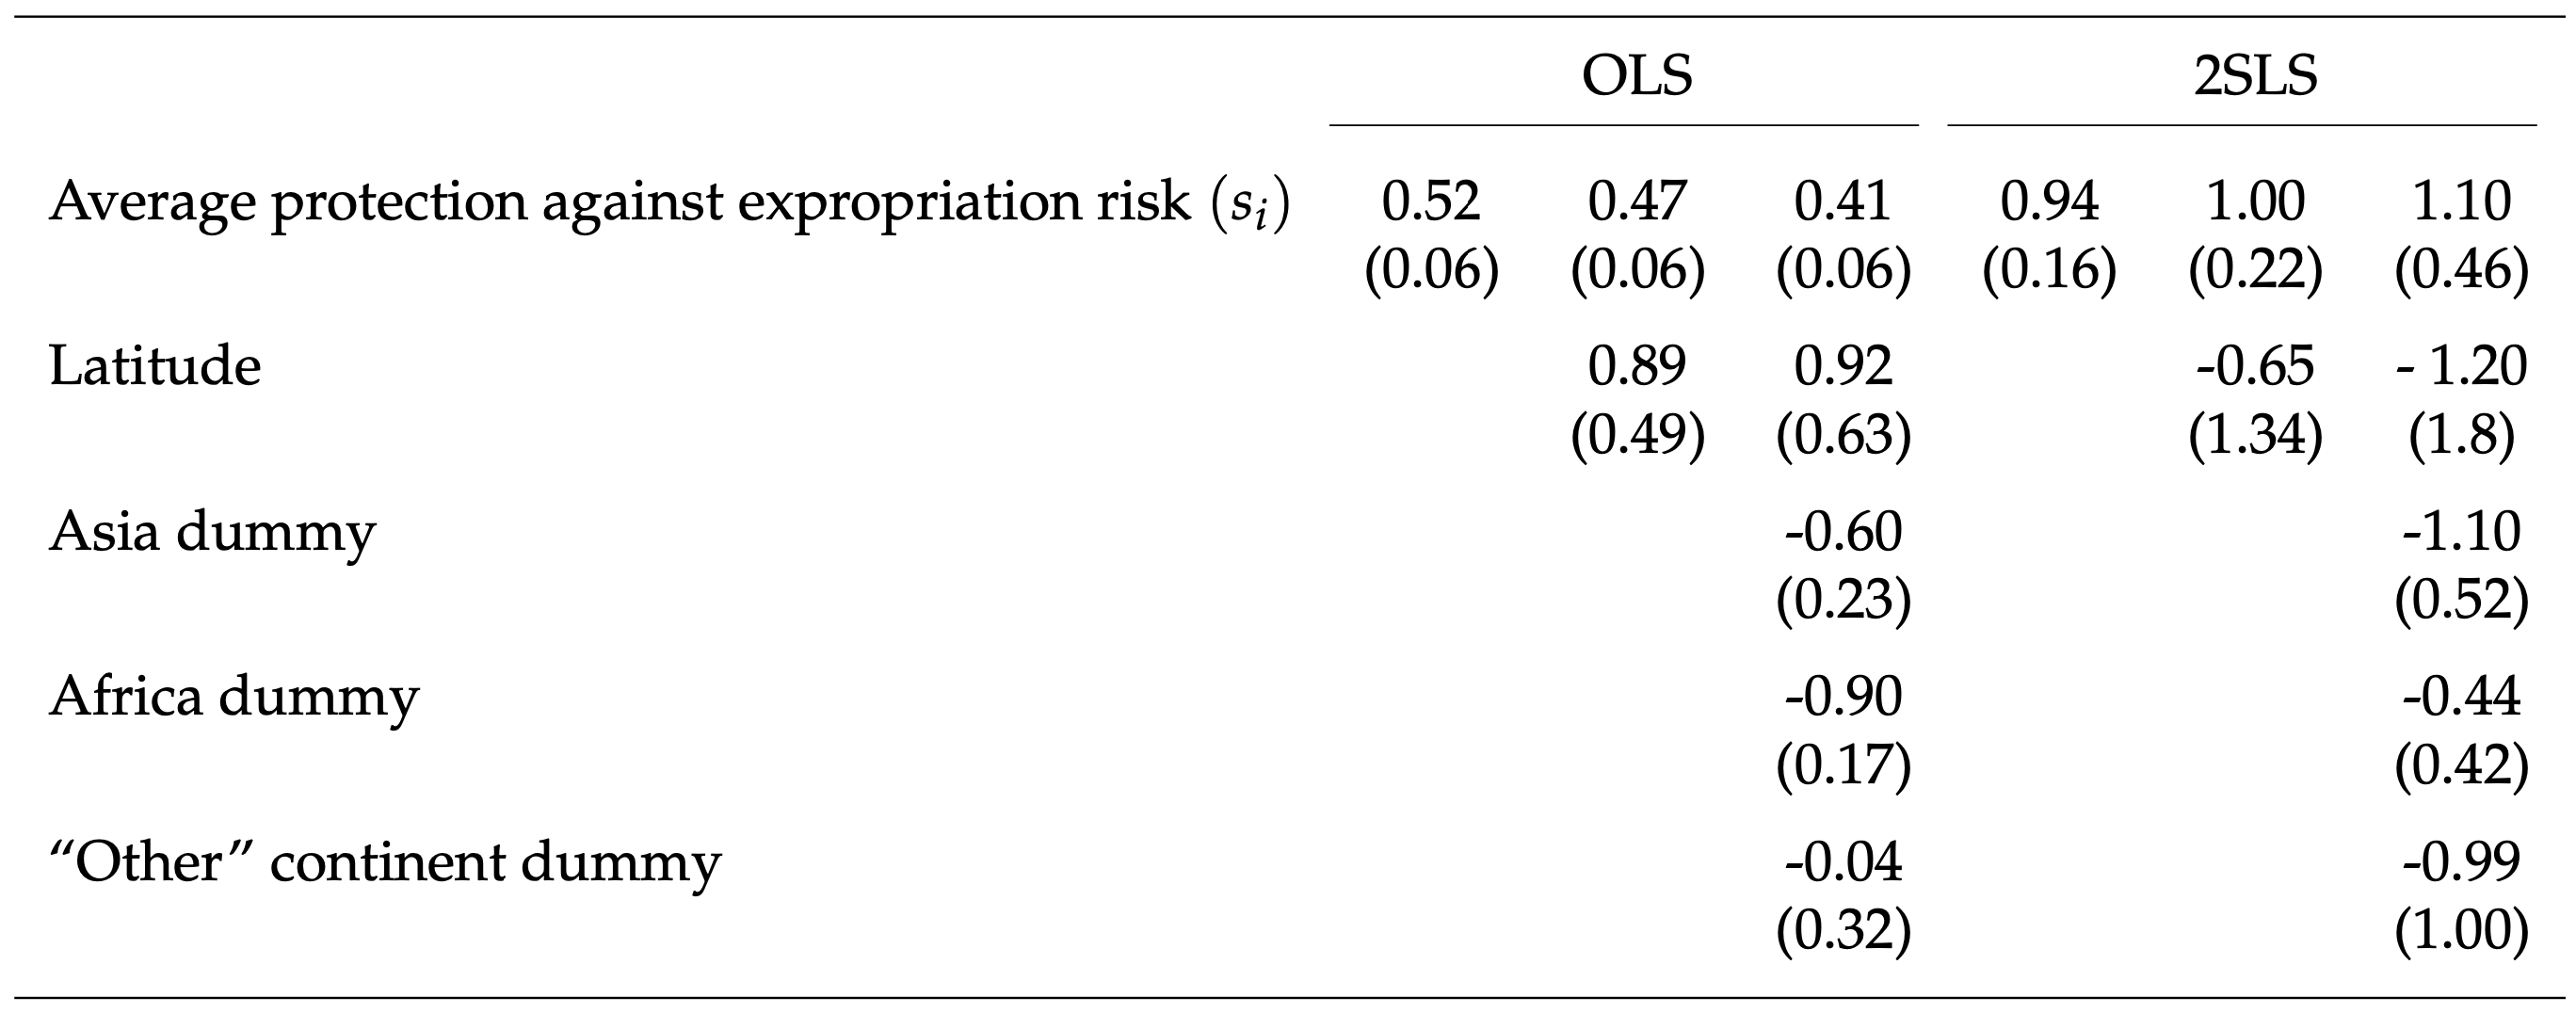 OLS 2SLS
Average protection against expropriation risk (sᵢ) 0.52 0.47 0.41 0.94 1.00 1.10
(0.06) (0.06) (0.06) (0.16) (0.22) (0.46)
Latitude 0.89 0.92 -0.65 - 1.20
(0.49) (0.63) (1.34) (1.8)
Asia dummy -0.60 -1.10
(0.23) (0.52)
Africa dummy -0.90 -0.44
(0.17) (0.42)
“Other” continent dummy -0.04 -0.99
(0.32) (1.00)